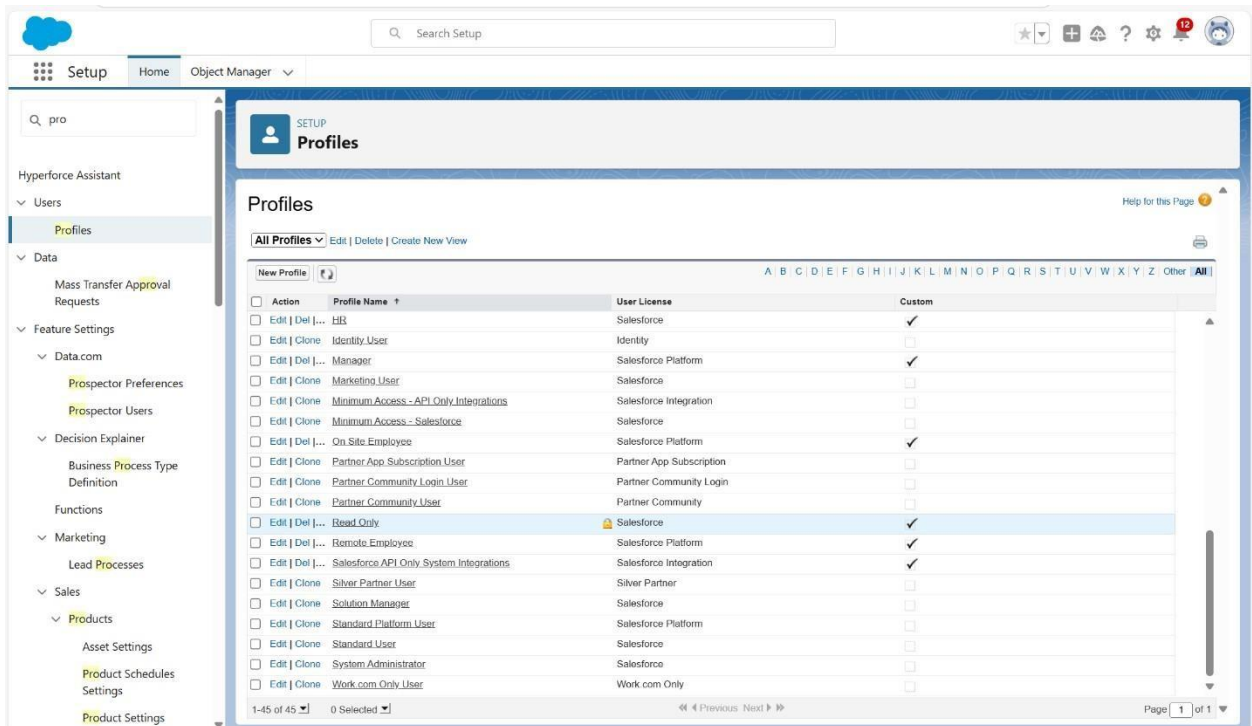 Search Setup
12
Setup
Home
Object Manager
pro
Hyperforce Assistant
Users
Profiles
Data
Mass Transfer Approval
Requests
Feature Settings
Data.com
Prospector Preferences
Prospector Users
Decision Explainer
Business Process Type
Definition
Functions
Marketing
Lead Processes
Sales
Products
Asset Settings
Product Schedules
Settings
Product Settings
SETUP
Profiles
Profiles
Help for this Page ?
All Profiles Edit | Delete | Create New View
New Profile
A | B | C | D | E | F | G | H | I | J | K | L | M | N | O | P | Q | R | S | T | U | V | W | X | Y | Z | Other | All
Action Profile Name ↑ User License Custom
Edit | Del |... HR Salesforce ✓
Edit | Clone Identity User Identity
Edit | Del |... Manager Salesforce Platform ✓
Edit | Clone Marketing User Salesforce
Edit | Clone Minimum Access - API Only Integrations Salesforce Integration
Edit | Clone Minimum Access - Salesforce Salesforce
Edit | Del |... On Site Employee Salesforce Platform ✓
Edit | Clone Partner App Subscription User Partner App Subscription
Edit | Clone Partner Community Login User Partner Community Login
Edit | Clone Partner Community User Partner Community
Edit | Del |... Read Only Salesforce ✓
Edit | Del |... Remote Employee Salesforce Platform ✓
Edit | Del |... Salesforce API Only System Integrations Salesforce Integration ✓
Edit | Clone Silver Partner User Silver Partner
Edit | Clone Solution Manager Salesforce
Edit | Clone Standard Platform User Salesforce Platform
Edit | Clone Standard User Salesforce
Edit | Clone System Administrator Salesforce
Edit | Clone Work.com Only User Work.com Only
1-45 of 45 0 Selected Previous Next Page 1 of 1